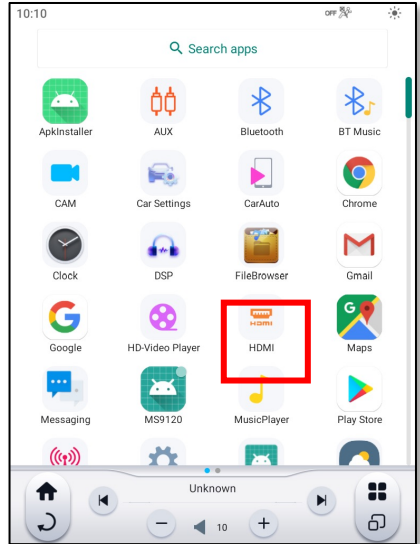 10:10
OFF
Search apps
ApkInstaller
AUX
Bluetooth
BT Music
CAM
Car Settings
CarAuto
Chrome
Clock
DSP
FileBrowser
Gmail
Google
HD-Video Player
HDMI
HDMI
Maps
Messaging
MS9120
MusicPlayer
Play Store
Unknown
10